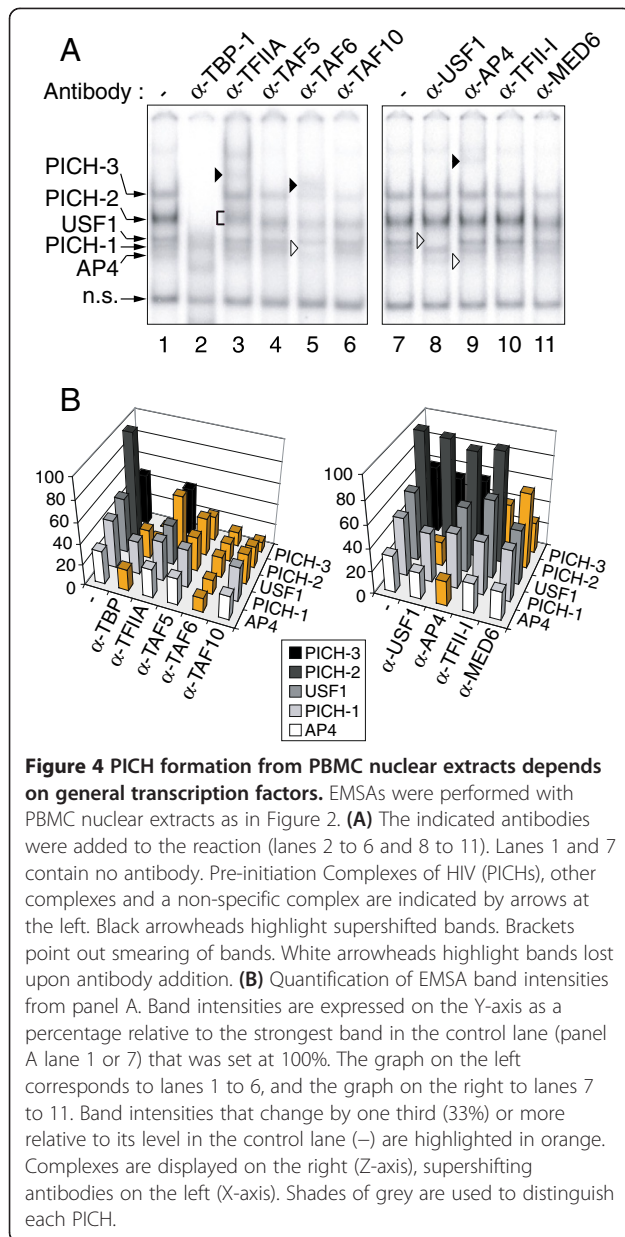 A
Antibody :
- α-TBP-1 α-TFIIA α-TAF5 α-TAF6 α-TAF10
- α-USF1 α-AP4 α-TFII-I α-MED6
PICH-3
PICH-2
USF1
PICH-1
AP4
n.s.
1 2 3 4 5 6 7 8 9 10 11
B
100
80
60
40
20
0
- α-TBP α-TFIIA α-TAF5 α-TAF6 α-TAF10
PICH-3
PICH-2
USF1
PICH-1
AP4
100
80
60
40
20
0
- α-USF1 α-AP4 α-TFII-I α-MED6
PICH-3
PICH-2
USF1
PICH-1
AP4
PICH-3
PICH-2
USF1
PICH-1
AP4
Figure 4 PICH formation from PBMC nuclear extracts depends
on general transcription factors. EMSAs were performed with
PBMC nuclear extracts as in Figure 2. (A) The indicated antibodies
were added to the reaction (lanes 2 to 6 and 8 to 11). Lanes 1 and 7
contain no antibody. Pre-initiation Complexes of HIV (PICHs), other
complexes and a non-specific complex are indicated by arrows at
the left. Black arrowheads highlight supershifted bands. Brackets
point out smearing of bands. White arrowheads highlight bands lost
upon antibody addition. (B) Quantification of EMSA band intensities
from panel A. Band intensities are expressed on the Y-axis as a
percentage relative to the strongest band in the control lane (panel
A lane 1 or 7) that was set at 100%. The graph on the left
corresponds to lanes 1 to 6, and the graph on the right to lanes 7
to 11. Band intensities that change by one third (33%) or more
relative to its level in the control lane (−) are highlighted in orange.
Complexes are displayed on the right (Z-axis), supershifting
antibodies on the left (X-axis). Shades of grey are used to distinguish
each PICH.